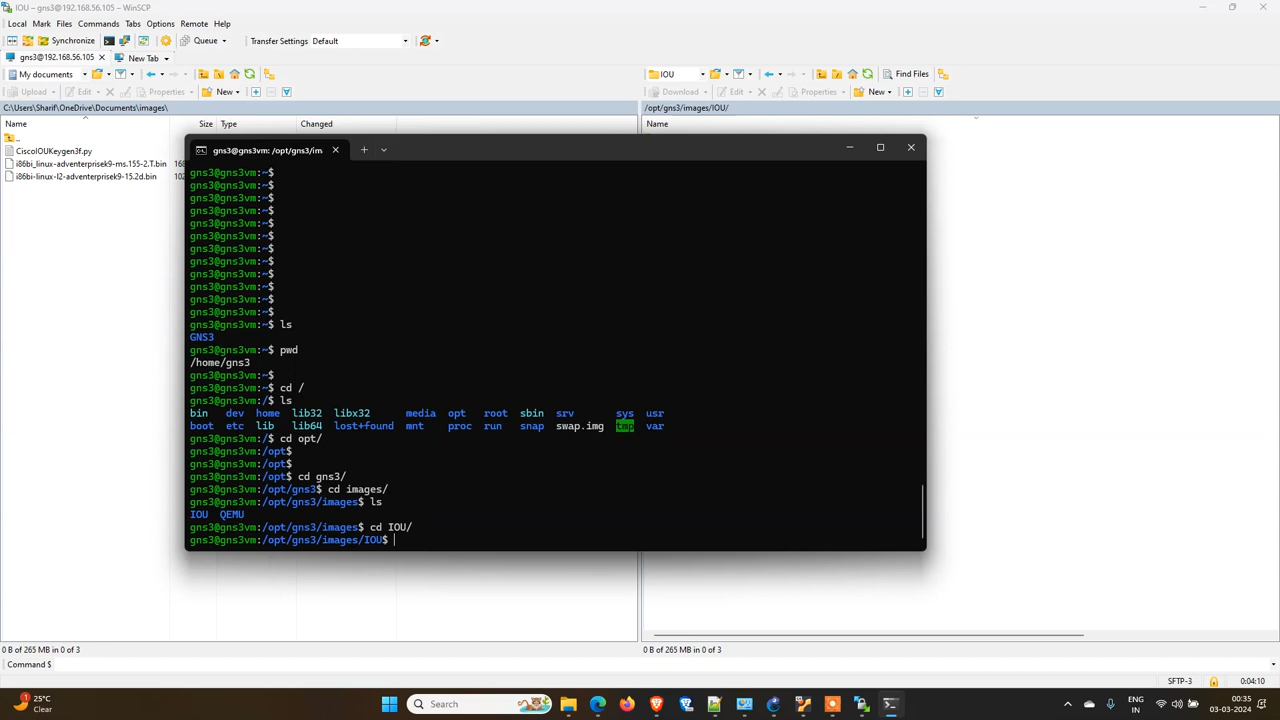 IOU – gns3@192.168.56.105 – WinSCP
Local Mark Files Commands Tabs Options Remote Help
Synchronize Queue Transfer Settings Default
gns3@192.168.56.105 New Tab
My documents
IOU Find Files
Upload Edit Properties New
Download Edit Properties New
C:\Users\Sharif\OneDrive\Documents\images\
/opt/gns3/images/IOU/
Name Size Type Changed
Name
..
CiscoIOUKeygen3f.py
i86bi_linux-adventerprisek9-ms.155-2.T.bin 168
i86bi-linux-l2-adventerprisek9-15.2d.bin 102
gns3@gns3vm: /opt/gns3/im
gns3@gns3vm:~$
gns3@gns3vm:~$
gns3@gns3vm:~$
gns3@gns3vm:~$
gns3@gns3vm:~$
gns3@gns3vm:~$
gns3@gns3vm:~$
gns3@gns3vm:~$
gns3@gns3vm:~$
gns3@gns3vm:~$
gns3@gns3vm:~$
gns3@gns3vm:~$
gns3@gns3vm:~$ ls
GNS3
gns3@gns3vm:~$ pwd
/home/gns3
gns3@gns3vm:~$
gns3@gns3vm:~$ cd /
gns3@gns3vm:/$ ls
bin dev home lib32 libx32 media opt root sbin srv sys usr
boot etc lib lib64 lost+found mnt proc run snap swap.img tmp var
gns3@gns3vm:/$ cd opt/
gns3@gns3vm:/opt$
gns3@gns3vm:/opt$
gns3@gns3vm:/opt$ cd gns3/
gns3@gns3vm:/opt/gns3$ cd images/
gns3@gns3vm:/opt/gns3/images$ ls
IOU QEMU
gns3@gns3vm:/opt/gns3/images$ cd IOU/
gns3@gns3vm:/opt/gns3/images/IOU$
0 B of 265 MB in 0 of 3
0 B of 265 MB in 0 of 3
Command $
SFTP-3 0:04:10
1
25°C
Clear
Search
ENG
IN
00:35
03-03-2024